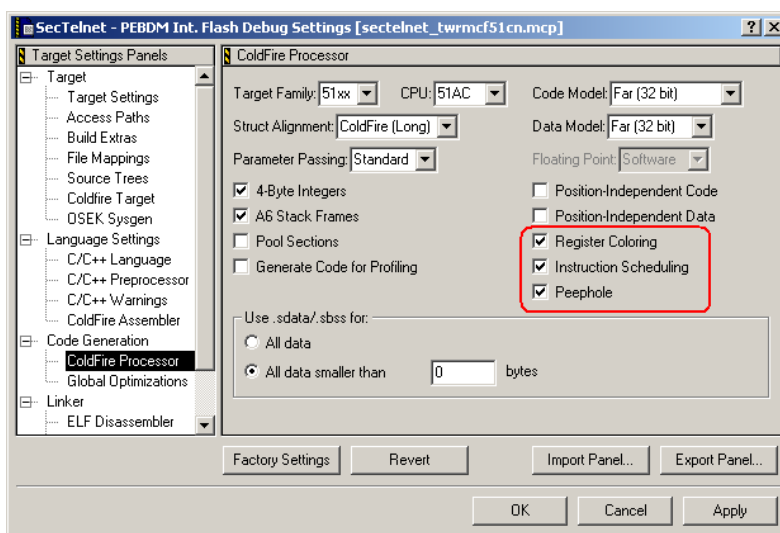 SecTelnet - PEBDM Int. Flash Debug Settings [sectelnet_twrmcf51cn.mcp]
Target Settings Panels
Target
Target Settings
Access Paths
Build Extras
File Mappings
Source Trees
Coldfire Target
OSEK Sysgen
Language Settings
C/C++ Language
C/C++ Preprocessor
C/C++ Warnings
ColdFire Assembler
Code Generation
ColdFire Processor
Global Optimizations
Linker
ELF Disassembler
ColdFire Processor
Target Family: 51xx CPU: 51AC Code Model: Far (32 bit)
Struct Alignment: ColdFire (Long) Data Model: Far (32 bit)
Parameter Passing: Standard Floating Point: Software
4-Byte Integers Position-Independent Code
A6 Stack Frames Position-Independent Data
Pool Sections Register Coloring
Generate Code for Profiling Instruction Scheduling
Peephole
Use .sdata/.sbss for:
All data
All data smaller than 0 bytes
Factory Settings Revert Import Panel... Export Panel...
OK Cancel Apply